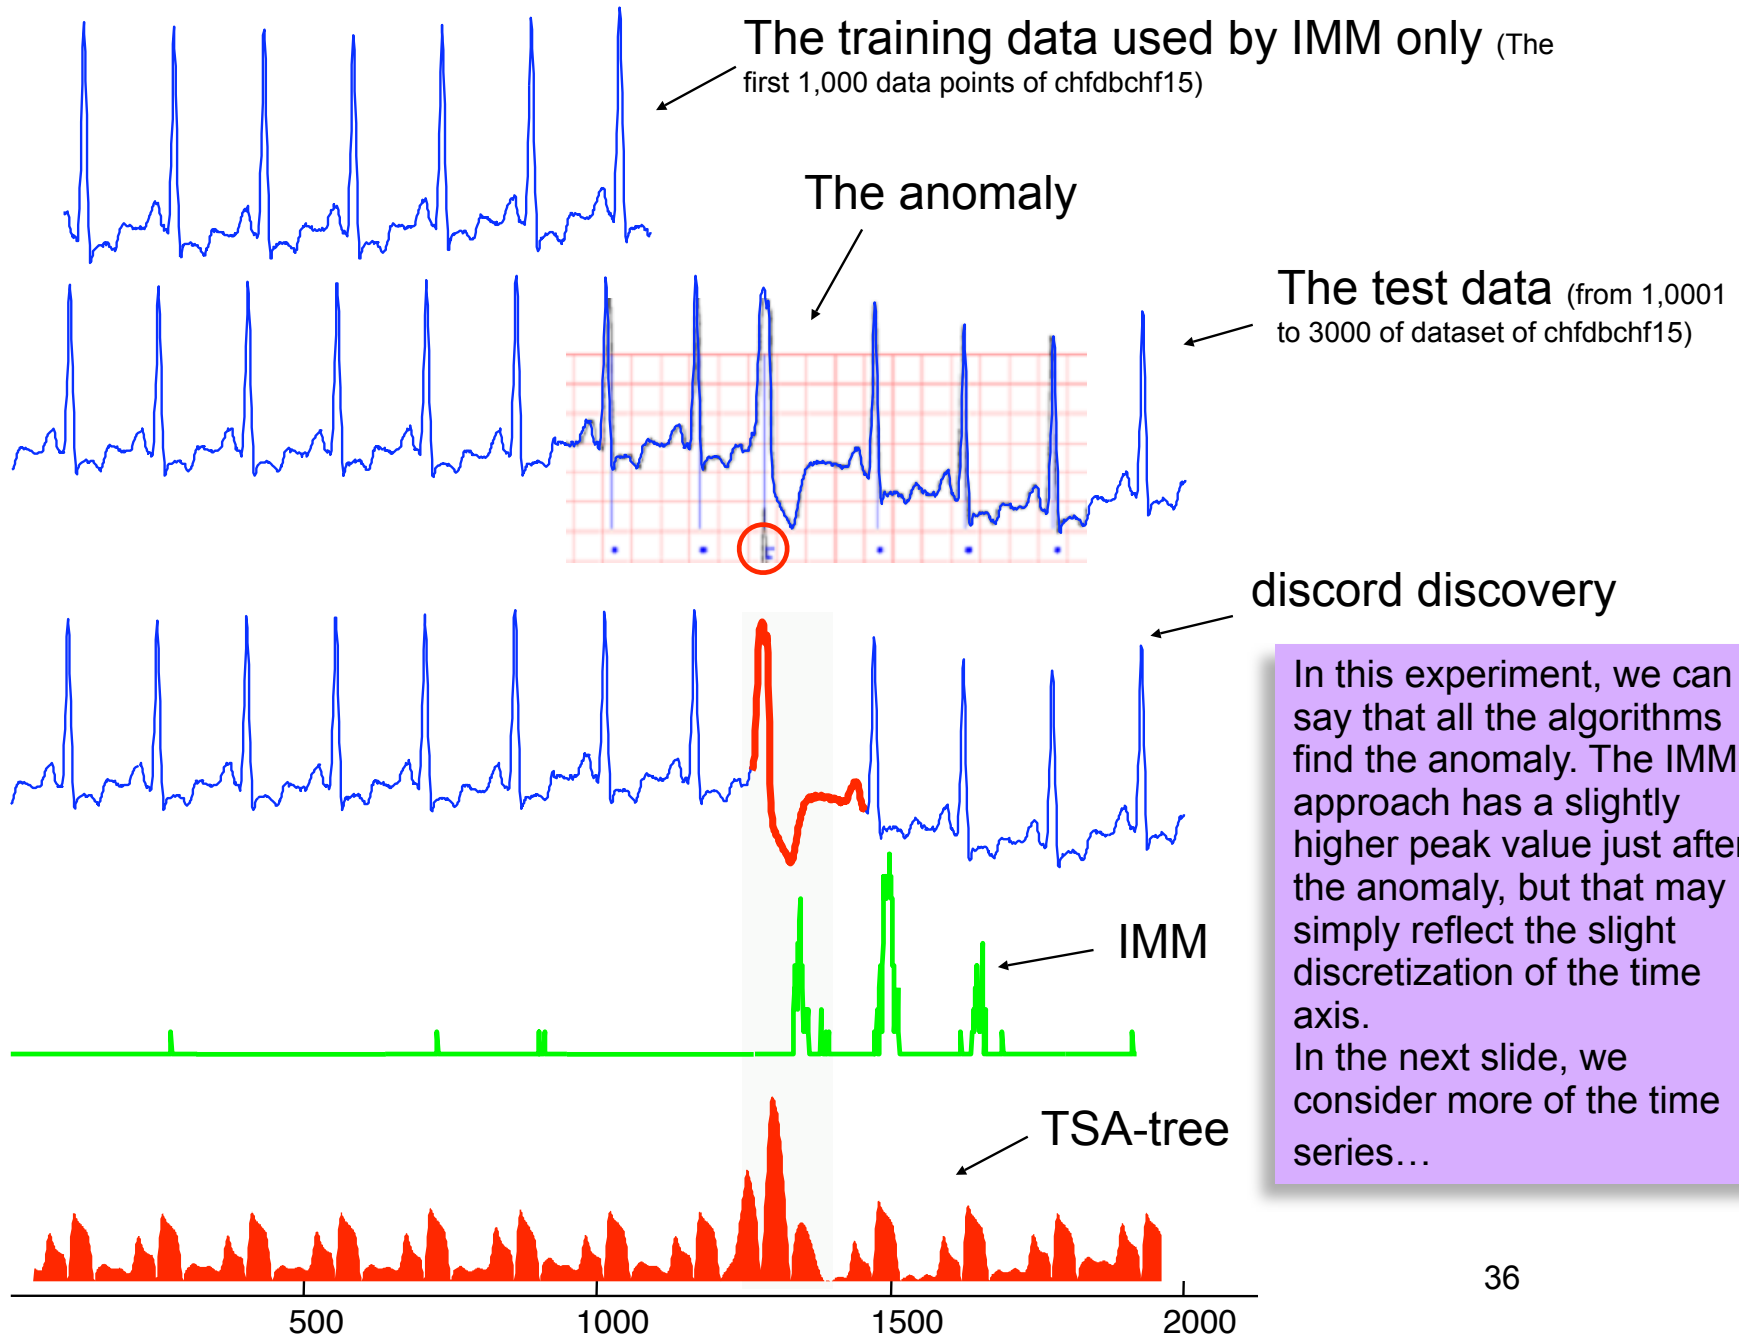 The training data used by IMM only (The
first 1,000 data points of chfdbchf15)
The anomaly
The test data (from 1,0001
to 3000 of dataset of chfdbchf15)
discord discovery
In this experiment, we can
say that all the algorithms
find the anomaly. The IMM
approach has a slightly
higher peak value just after
the anomaly, but that may
simply reflect the slight
discretization of the time
axis.
In the next slide, we
consider more of the time
series…
IMM
TSA-tree
36
500 1000 1500 2000